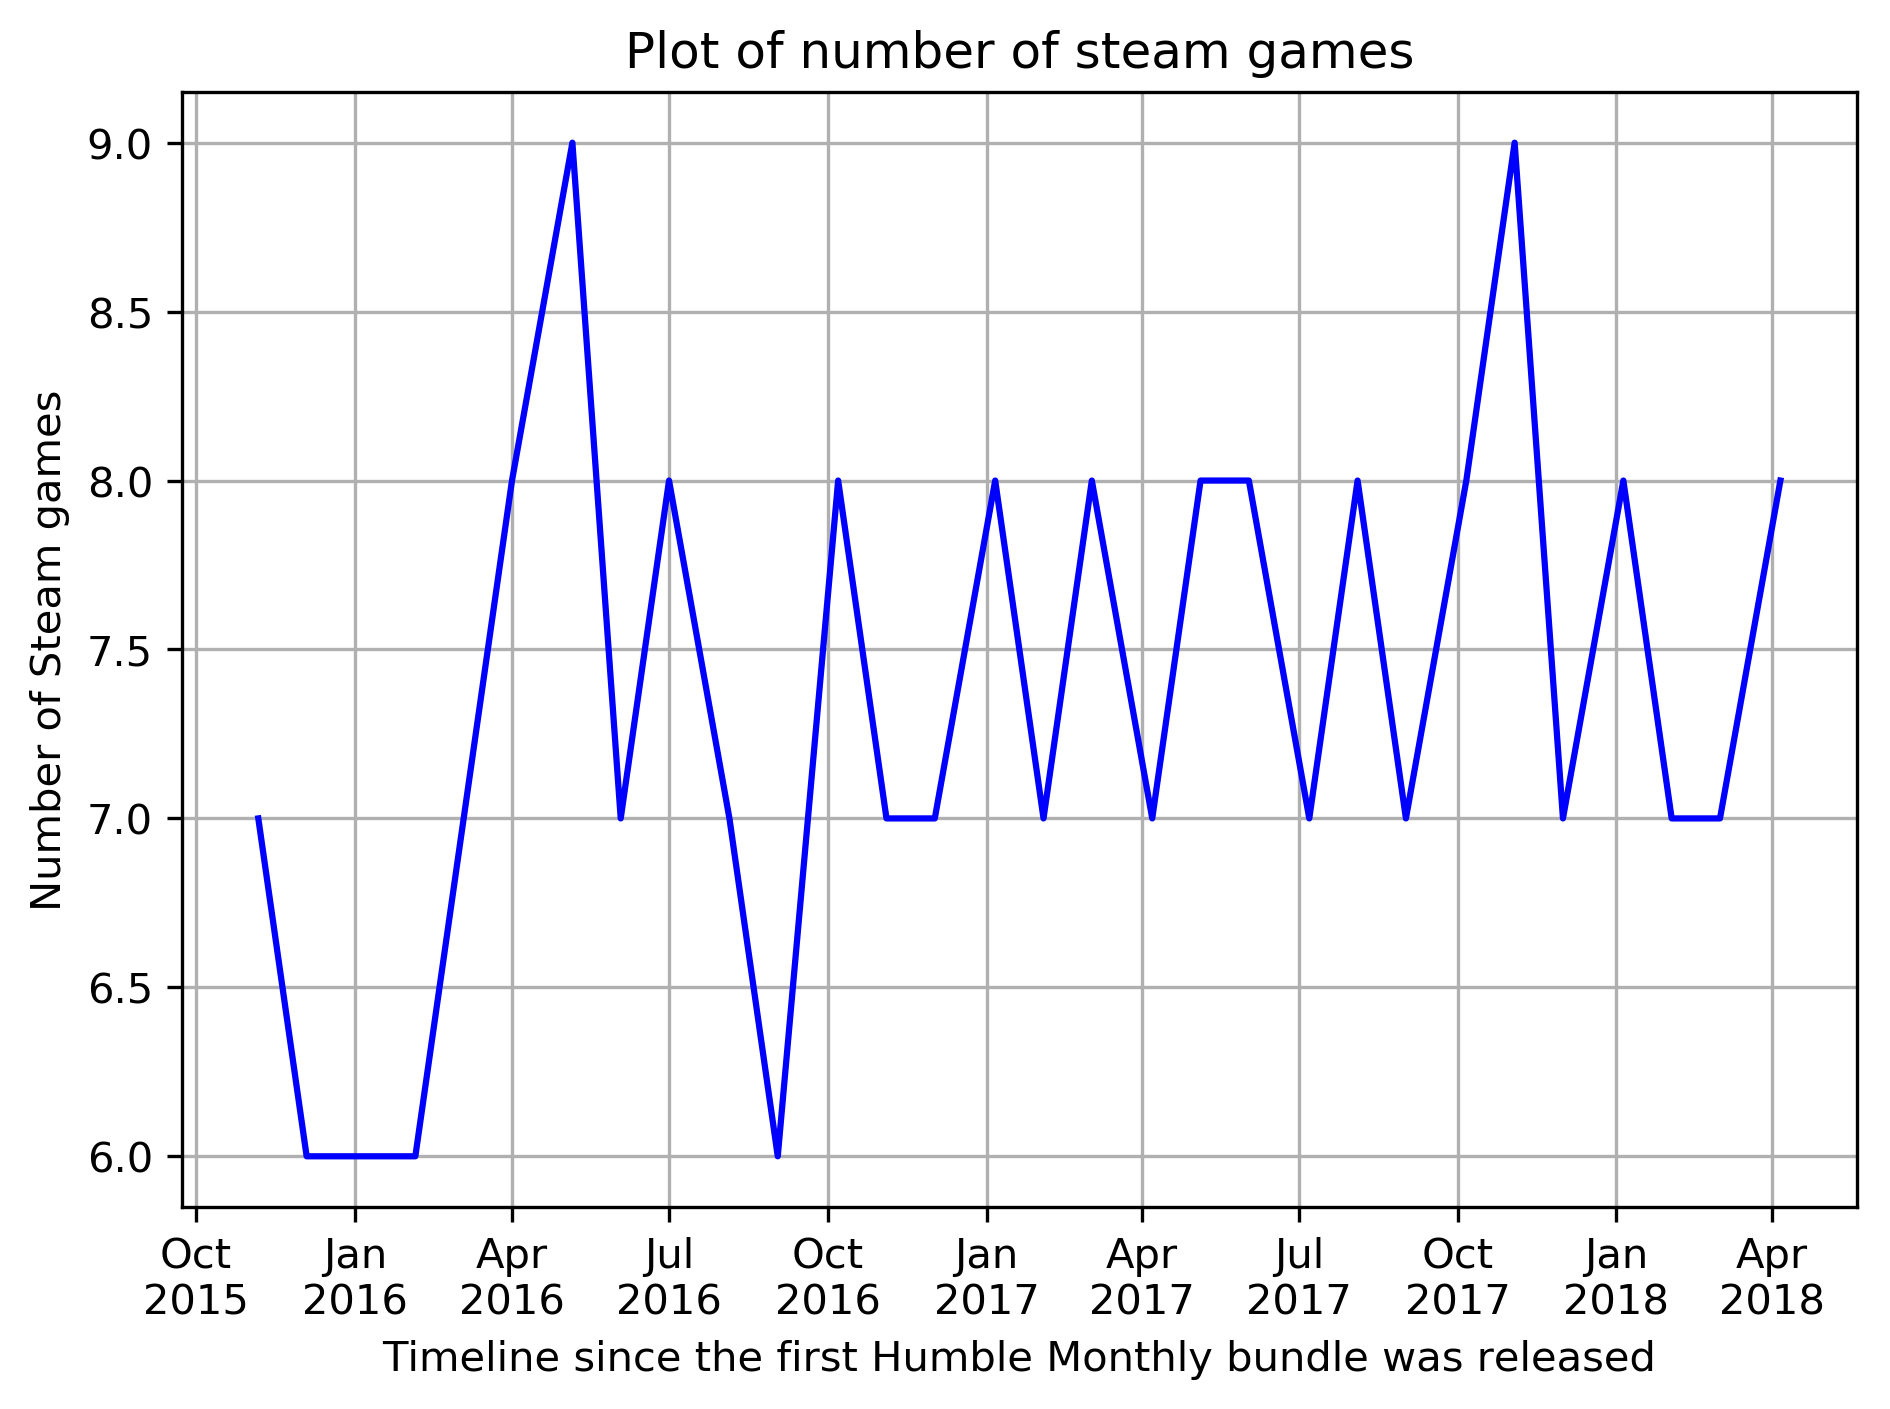 Plot of number of steam games
9.0
8.5
8.0
7.5
7.0
6.5
6.0
Number of Steam games
Oct Jan Apr Jul Oct Jan Apr Jul Oct Jan Apr
2015 2016 2016 2016 2016 2017 2017 2017 2017 2018 2018
Timeline since the first Humble Monthly bundle was released